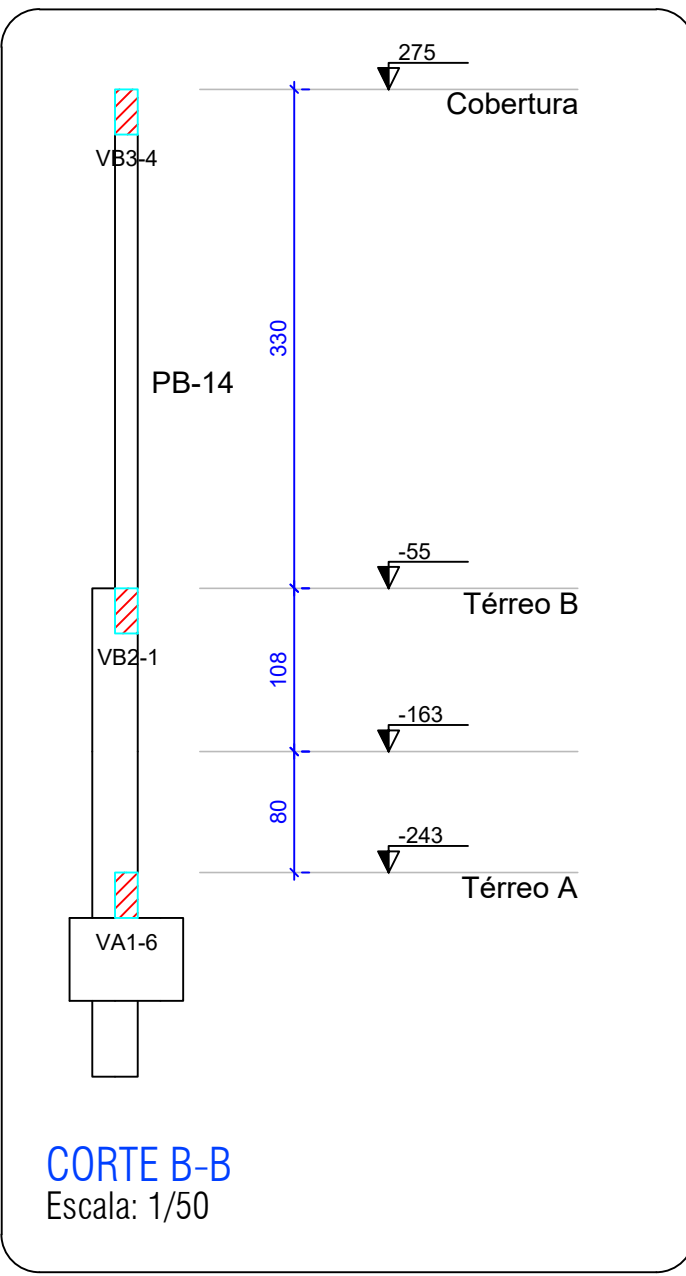 275
Cobertura
VB3-4
330
PB-14
-55
Térreo B
VB2-1
108
-163
80
-243
Térreo A
VA1-6
CORTE B-B
Escala: 1/50